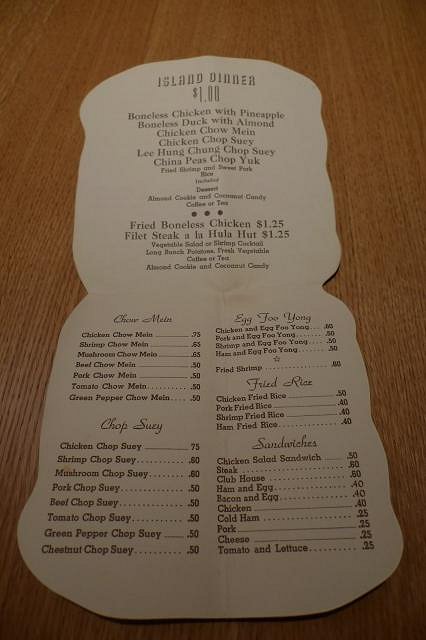 ISLAND DINNER
$1.00
Boneless Chicken with Pineapple
Boneless Duck with Almond
Chicken Chow Mein
Chicken Chop Suey
Lee Hung Chung Chop Suey
China Peas Chop Yuk
Fried Shrimp and Sweet Pork
Rice
Included
Dessert
Almond Cookie and Coconut Candy
Coffee or Tea
Fried Boneless Chicken $1.25
Filet Steak a la Hula Hut $1.25
Vegetable Salad or Shrimp Cocktail
Long Ranch Potatoes, Fresh Vegetable
Coffee or Tea
Almond Cookie and Coconut Candy
Chow Mein
Chicken Chow Mein .75
Shrimp Chow Mein .65
Mushroom Chow Mein .65
Beef Chow Mein .50
Pork Chow Mein .50
Tomato Chow Mein .50
Green Pepper Chow Mein .50
Chop Suey
Chicken Chop Suey 75
Shrimp Chop Suey .60
Mushroom Chop Suey .60
Pork Chop Suey .50
Beef Chop Suey .50
Tomato Chop Suey .50
Green Pepper Chop Suey .50
Chestnut Chop Suey .50
Egg Foo Yong
Chicken and Egg Foo Yong .60
Pork and Egg Foo Yong .50
Shrimp and Egg Foo Yong .50
Ham and Egg Foo Yong .50
Fried Shrimp .60
Fried Rice
Chicken Fried Rice .50
Pork Fried Rice .40
Shrimp Fried Rice .40
Ham Fried Rice .40
Sandwiches
Chicken Salad Sandwich .50
Steak .60
Club House .60
Ham and Egg .40
Bacon and Egg .40
Chicken .40
Cold Ham .25
Pork .25
Cheese .25
Tomato and Lettuce .25